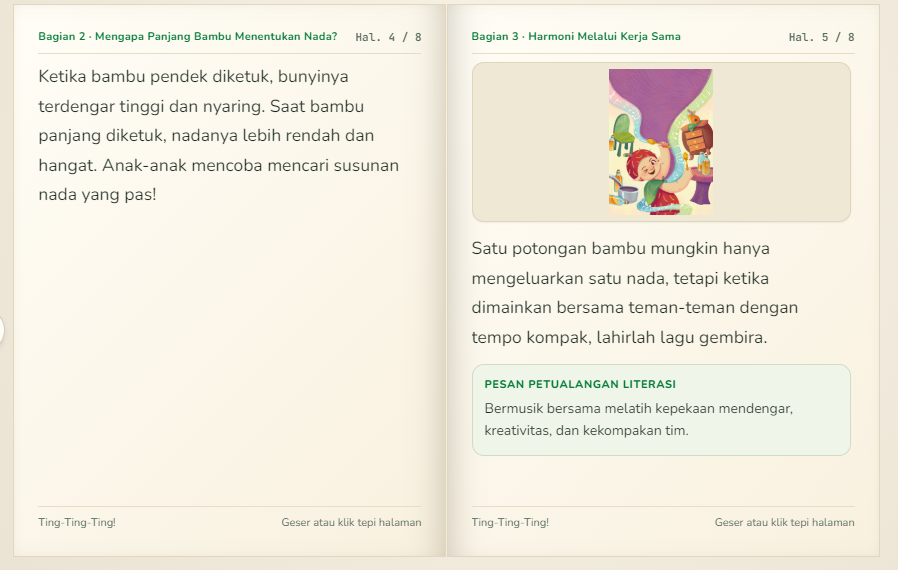 Bagian 2 · Mengapa Panjang Bambu Menentukan Nada?
Hal. 4 / 8
Ketika bambu pendek diketuk, bunyinya
terdengar tinggi dan nyaring. Saat bambu
panjang diketuk, nadanya lebih rendah dan
hangat. Anak-anak mencoba mencari susunan
nada yang pas!
Ting-Ting-Ting!
Geser atau klik tepi halaman
Bagian 3 · Harmoni Melalui Kerja Sama
Hal. 5 / 8
Satu potongan bambu mungkin hanya
mengeluarkan satu nada, tetapi ketika
dimainkan bersama teman-teman dengan
tempo kompak, lahirlah lagu gembira.
PESAN PETUALANGAN LITERASI
Bermusik bersama melatih kepekaan mendengar,
kreativitas, dan kekompakan tim.
Ting-Ting-Ting!
Geser atau klik tepi halaman